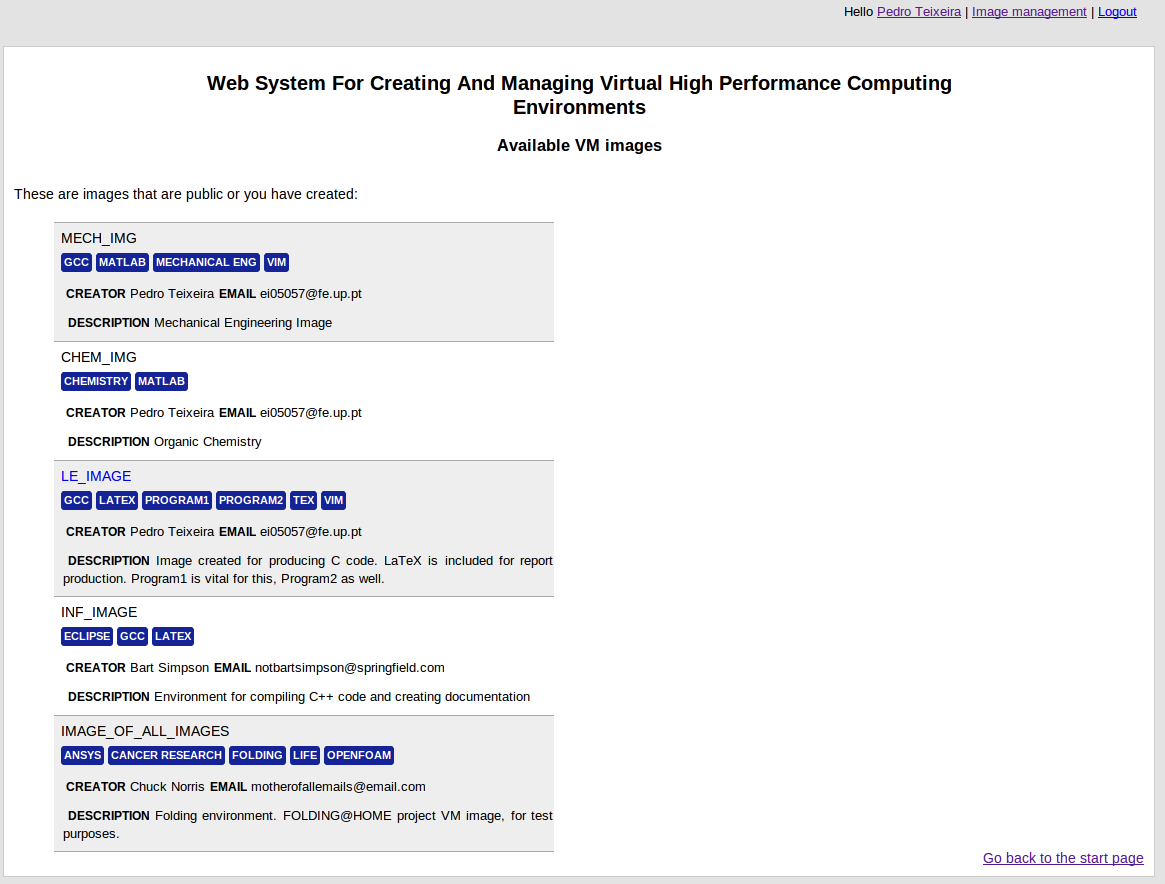 Hello Pedro Teixeira | Image management | Logout
Web System For Creating And Managing Virtual High Performance Computing
Environments
Available VM images
These are images that are public or you have created:
MECH_IMG
GCC MATLAB MECHANICAL ENG VIM
CREATOR Pedro Teixeira EMAIL ei05057@fe.up.pt
DESCRIPTION Mechanical Engineering Image
CHEM_IMG
CHEMISTRY MATLAB
CREATOR Pedro Teixeira EMAIL ei05057@fe.up.pt
DESCRIPTION Organic Chemistry
LE_IMAGE
GCC LATEX PROGRAM1 PROGRAM2 TEX VIM
CREATOR Pedro Teixeira EMAIL ei05057@fe.up.pt
DESCRIPTION Image created for producing C code. LaTeX is included for report
production. Program1 is vital for this, Program2 as well.
INF_IMAGE
ECLIPSE GCC LATEX
CREATOR Bart Simpson EMAIL notbartsimpson@springfield.com
DESCRIPTION Environment for compiling C++ code and creating documentation
IMAGE_OF_ALL_IMAGES
ANSYS CANCER RESEARCH FOLDING LIFE OPENFOAM
CREATOR Chuck Norris EMAIL motherofallemails@email.com
DESCRIPTION Folding environment. FOLDING@HOME project VM image, for test
purposes.
Go back to the start page